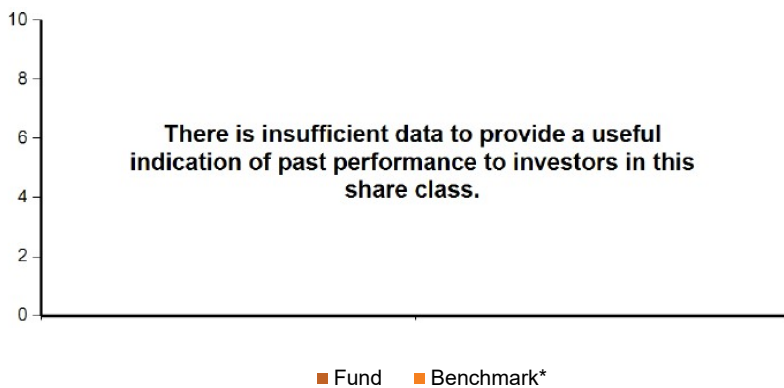 10
8
There is insufficient data to provide a useful
6
indication of past performance to investors in this
share class.
4
2
0
Fund Benchmark*